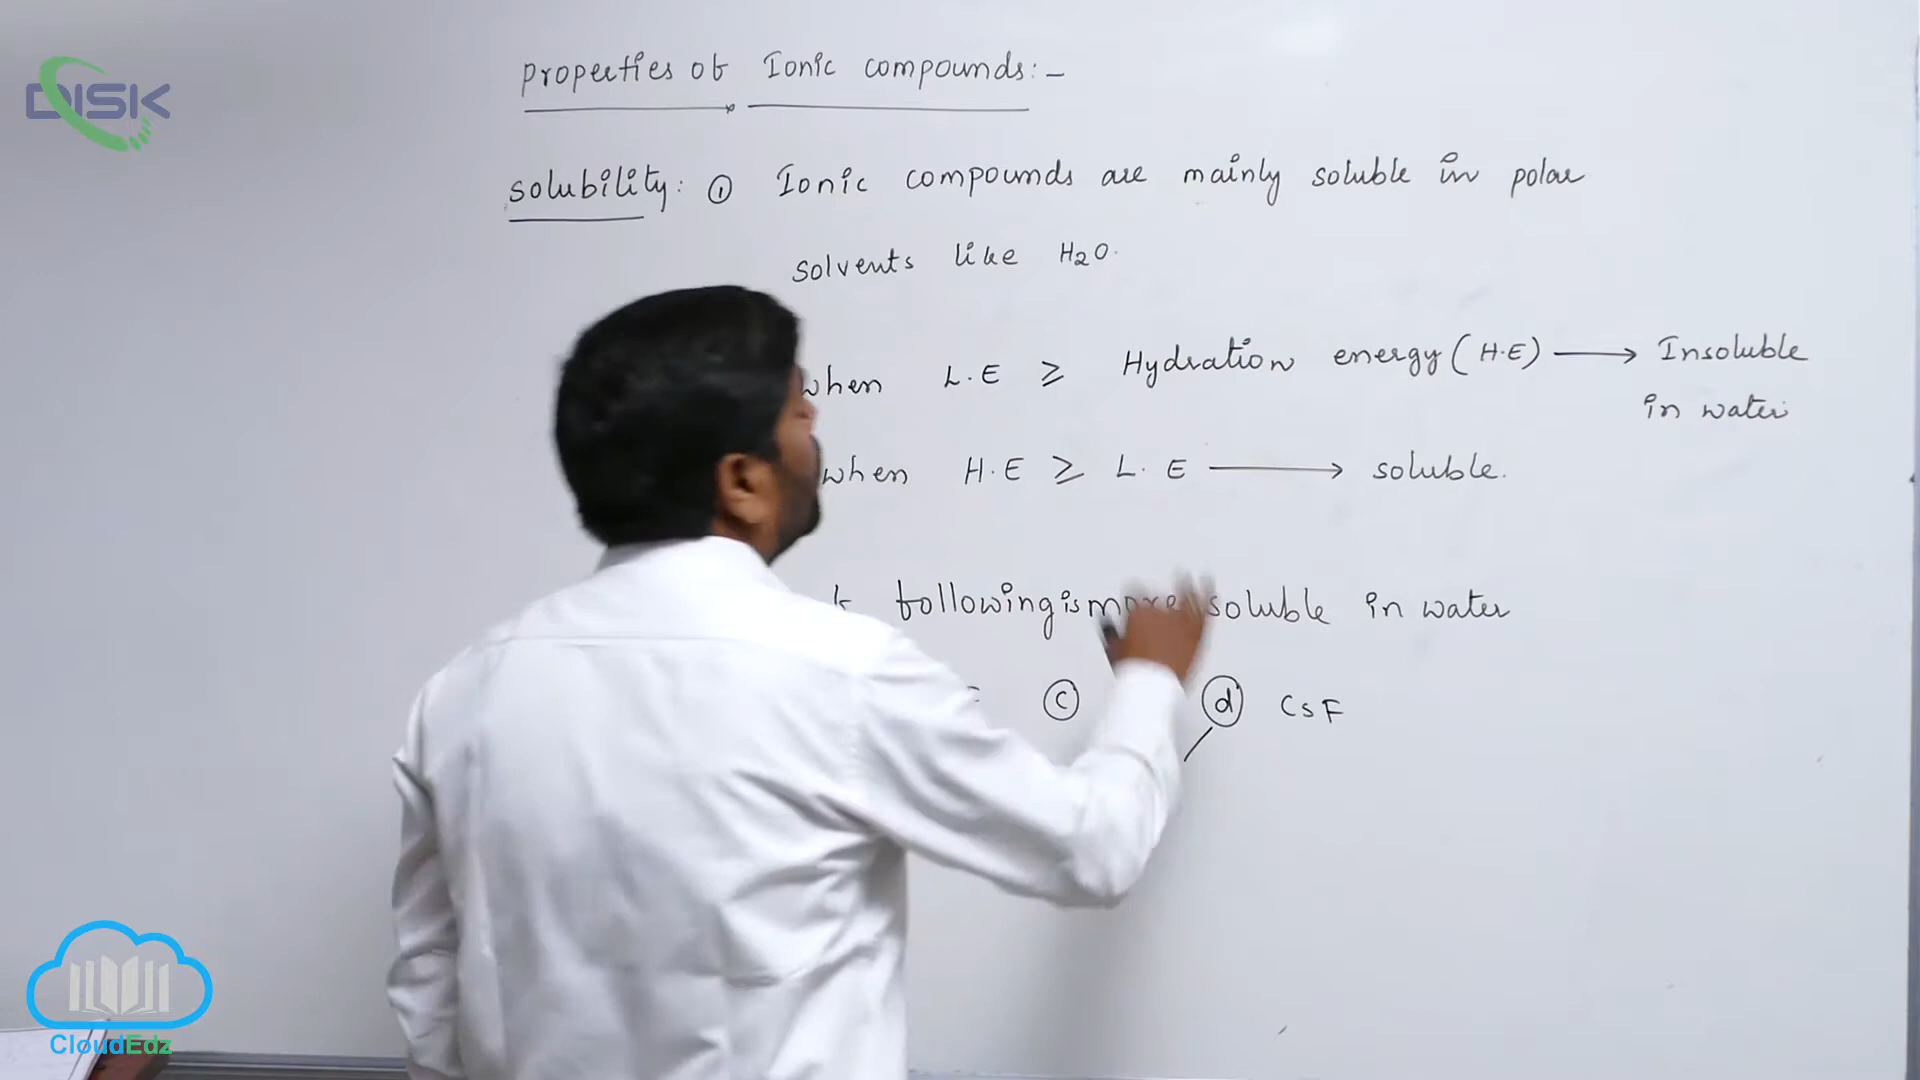 DISK
properties of Ionic compounds:-
solubility: ① Ionic compounds are mainly soluble in polar
solvents like H2O.
when L.E ≥ Hydration energy (H.E) ⟶ Insoluble
in water
when H.E ≥ L.E ⟶ soluble.
following is more soluble in water
ⓒ ⓓ CsF
CloudEdz